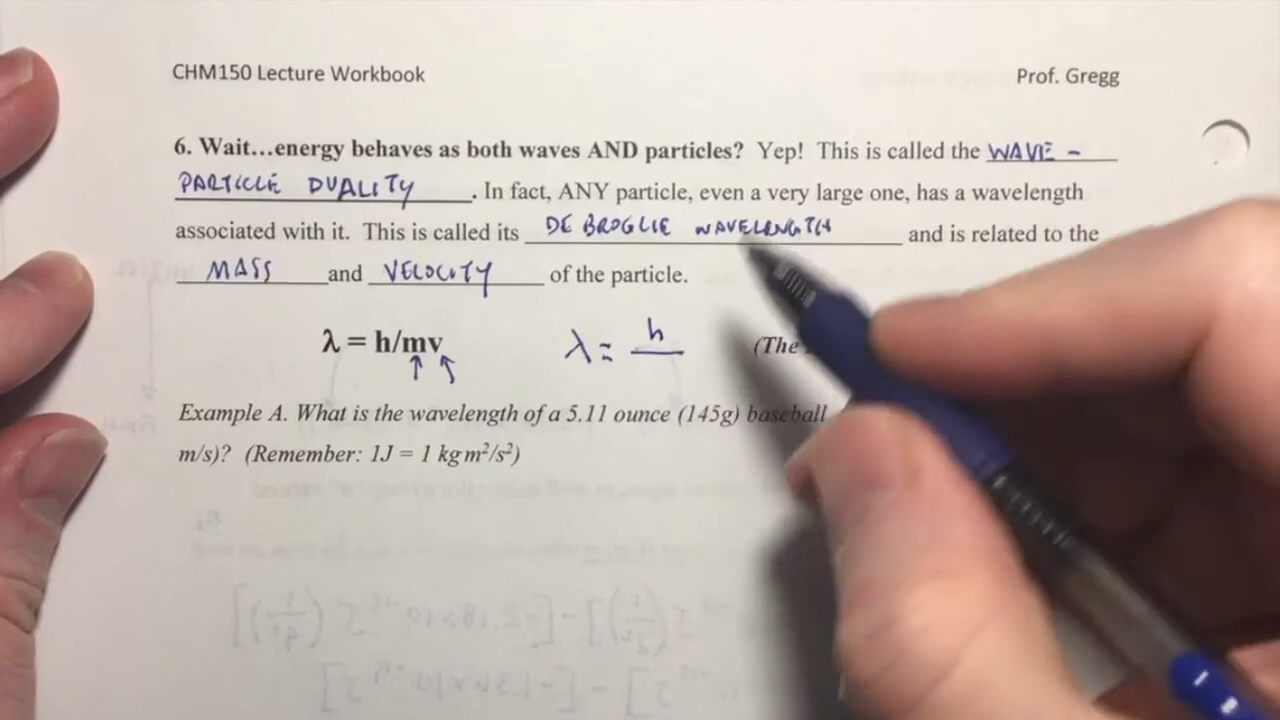 CHM150 Lecture Workbook Prof. Gregg
6. Wait...energy behaves as both waves AND particles? Yep! This is called the WAVE -
PARTICLE DUALITY. In fact, ANY particle, even a very large one, has a wavelength
associated with it. This is called its DE BROGLIE WAVELENGTH and is related to the
MASS and VELOCITY of the particle.
λ = h/mv λ = h (The
Example A. What is the wavelength of a 5.11 ounce (145g) baseball
m/s)? (Remember: 1J = 1 kgm²/s²)